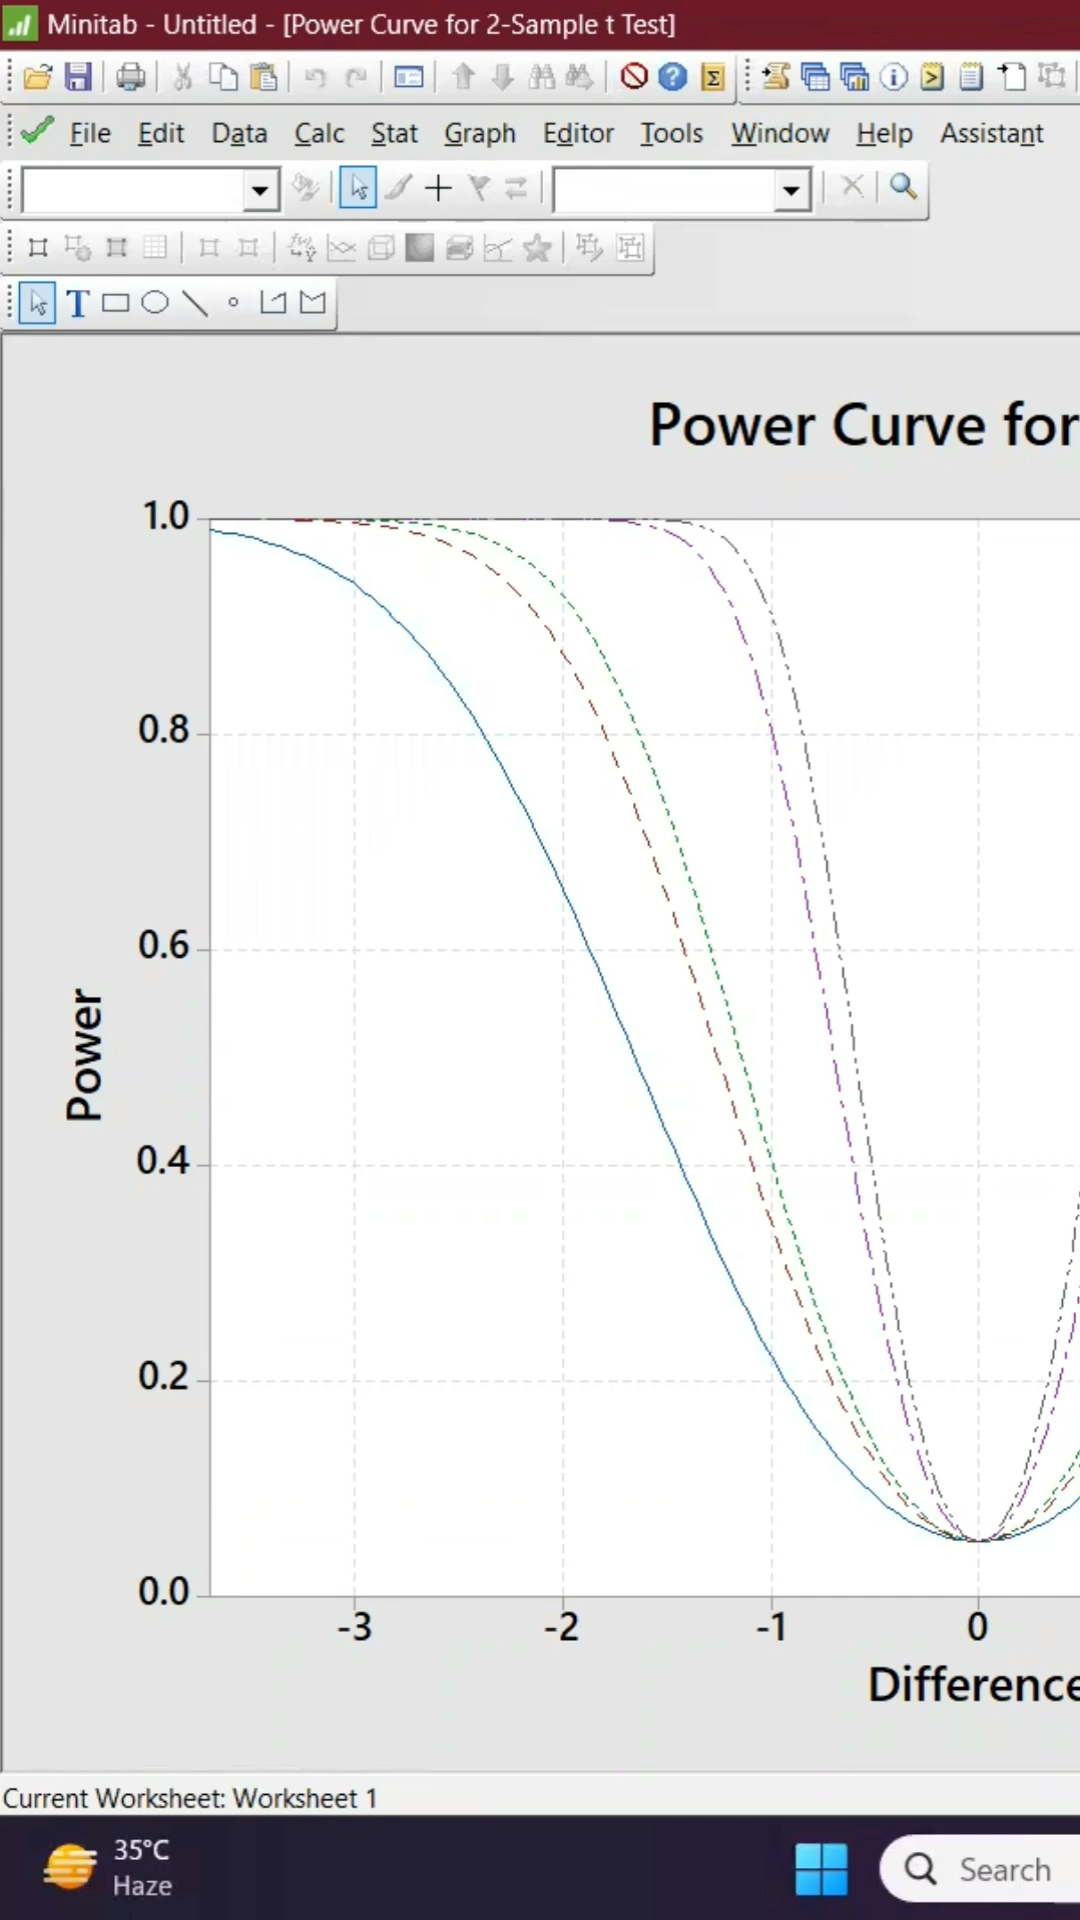 Minitab - Untitled - [Power Curve for 2-Sample t Test]
File Edit Data Calc Stat Graph Editor Tools Window Help Assistant
T
Power Curve for
1.0
0.8
0.6
0.4
0.2
0.0
Power
-3 -2 -1 0
Difference
Current Worksheet: Worksheet 1
35°C
Haze
Search